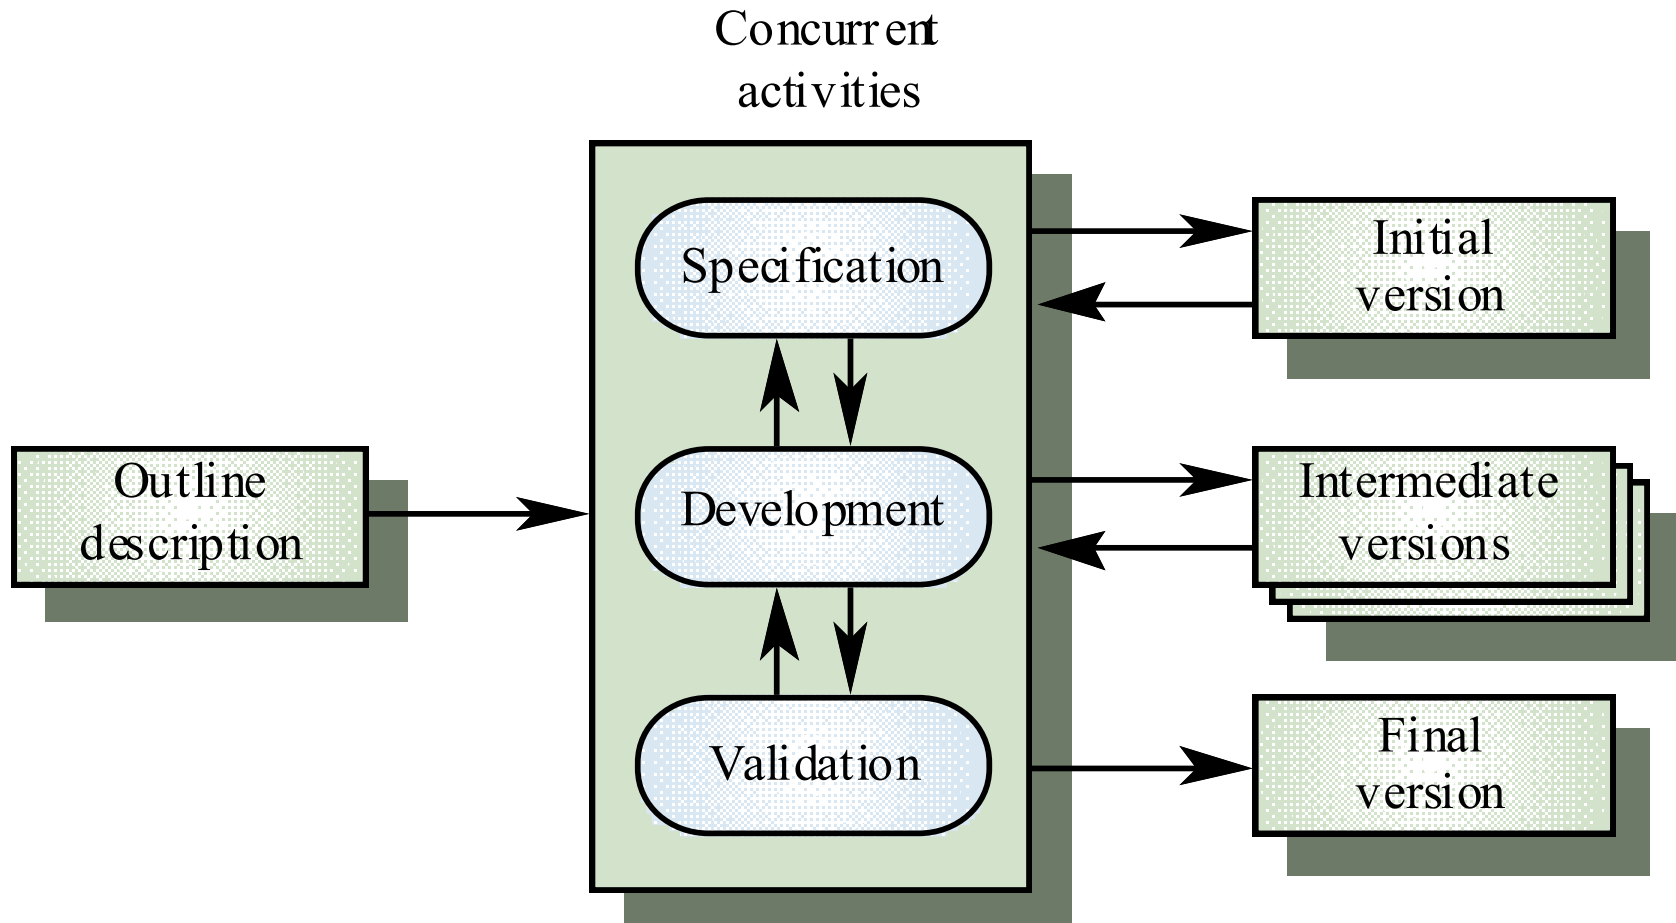 Concurrent
activities
Specification
Initial
version
Outline
description
Development
Intermediate
versions
Validation
Final
version